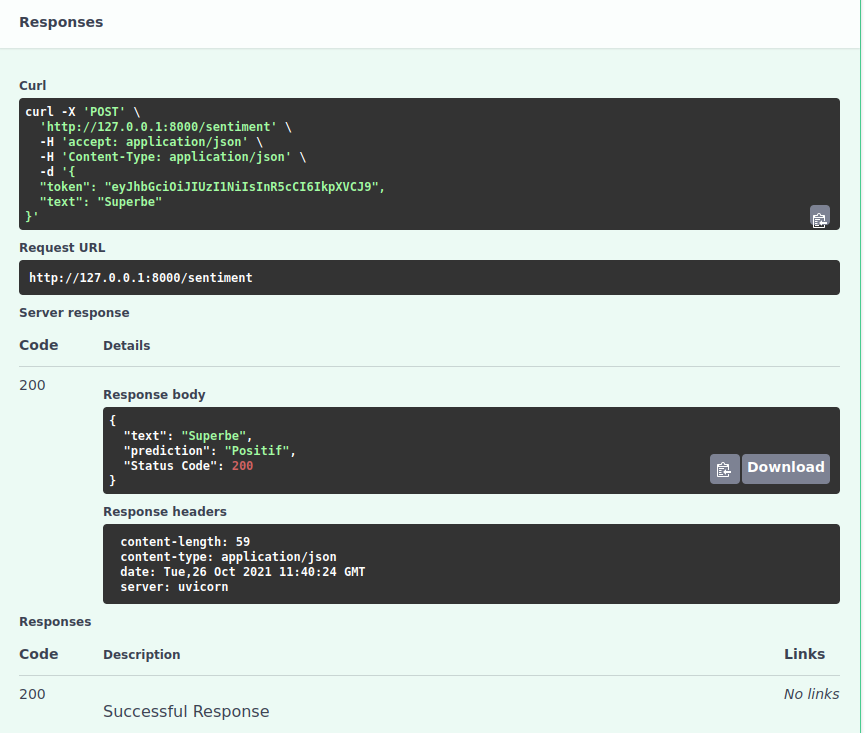 Responses
Curl
curl -X 'POST' \
  'http://127.0.0.1:8000/sentiment' \
  -H 'accept: application/json' \
  -H 'Content-Type: application/json' \
  -d '{
  "token": "eyJhbGciOiJIUzI1NiIsInR5cCI6IkpXVCJ9",
  "text": "Superbe"
}'
Request URL
http://127.0.0.1:8000/sentiment
Server response
Code Details
200
Response body
{
  "text": "Superbe",
  "prediction": "Positif",
  "Status Code": 200
}
Download
Response headers
content-length: 59
content-type: application/json
date: Tue,26 Oct 2021 11:40:24 GMT
server: uvicorn
Responses
Code Description Links
200 No links
Successful Response